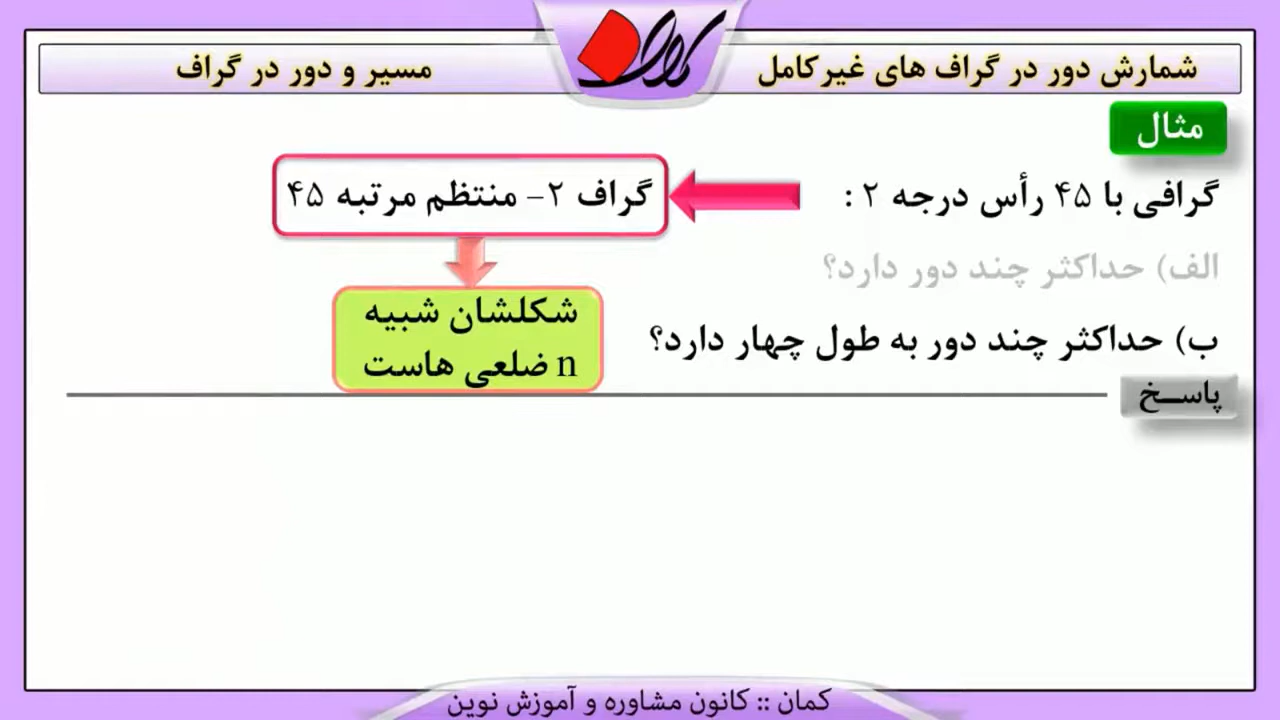 شمارش دور در گراف های غیرکامل
کمان
مسیر و دور در گراف
مثال
گرافی با ۴۵ رأس درجه ۲ :
گراف ۲- منتظم مرتبه ۴۵
الف) حداکثر چند دور دارد؟
شکلشان شبیه
n ضلعی هاست
ب) حداکثر چند دور به طول چهار دارد؟
پاســخ
کمان :: کانون مشاوره و آموزش نوین